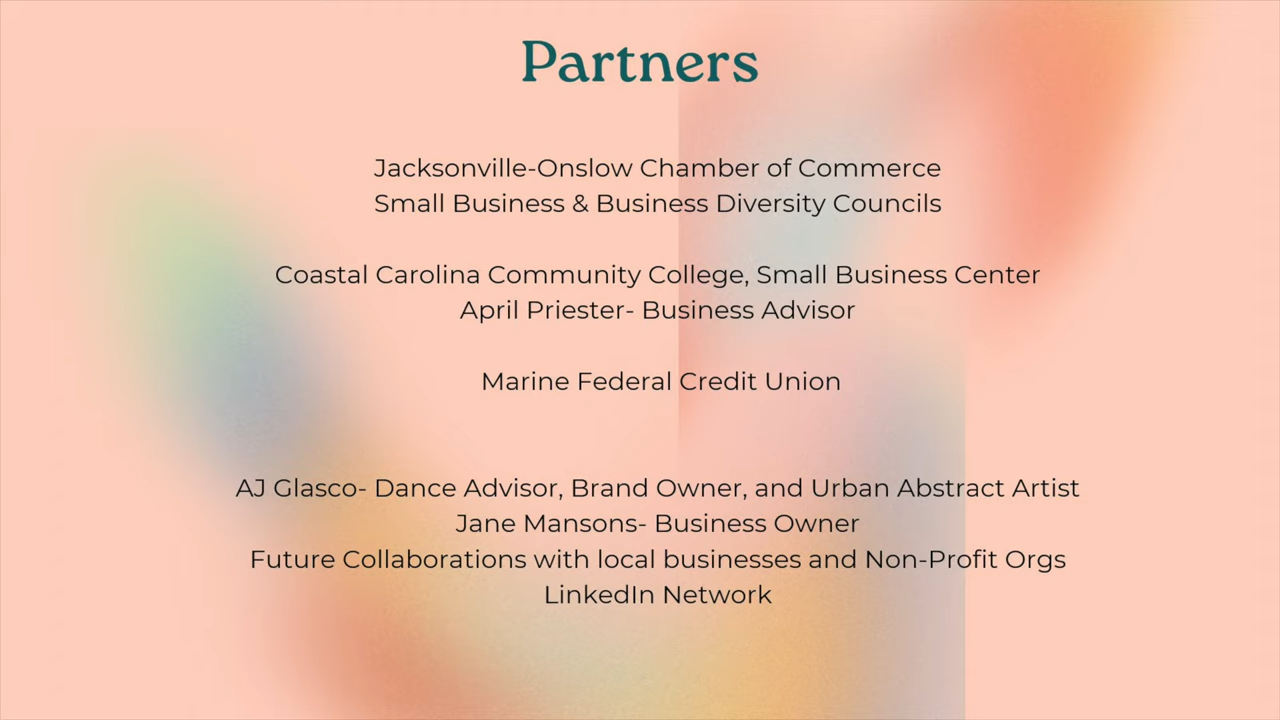 Partners
Jacksonville-Onslow Chamber of Commerce
Small Business & Business Diversity Councils
Coastal Carolina Community College, Small Business Center
April Priester- Business Advisor
Marine Federal Credit Union
AJ Glasco- Dance Advisor, Brand Owner, and Urban Abstract Artist
Jane Mansons- Business Owner
Future Collaborations with local businesses and Non-Profit Orgs
LinkedIn Network